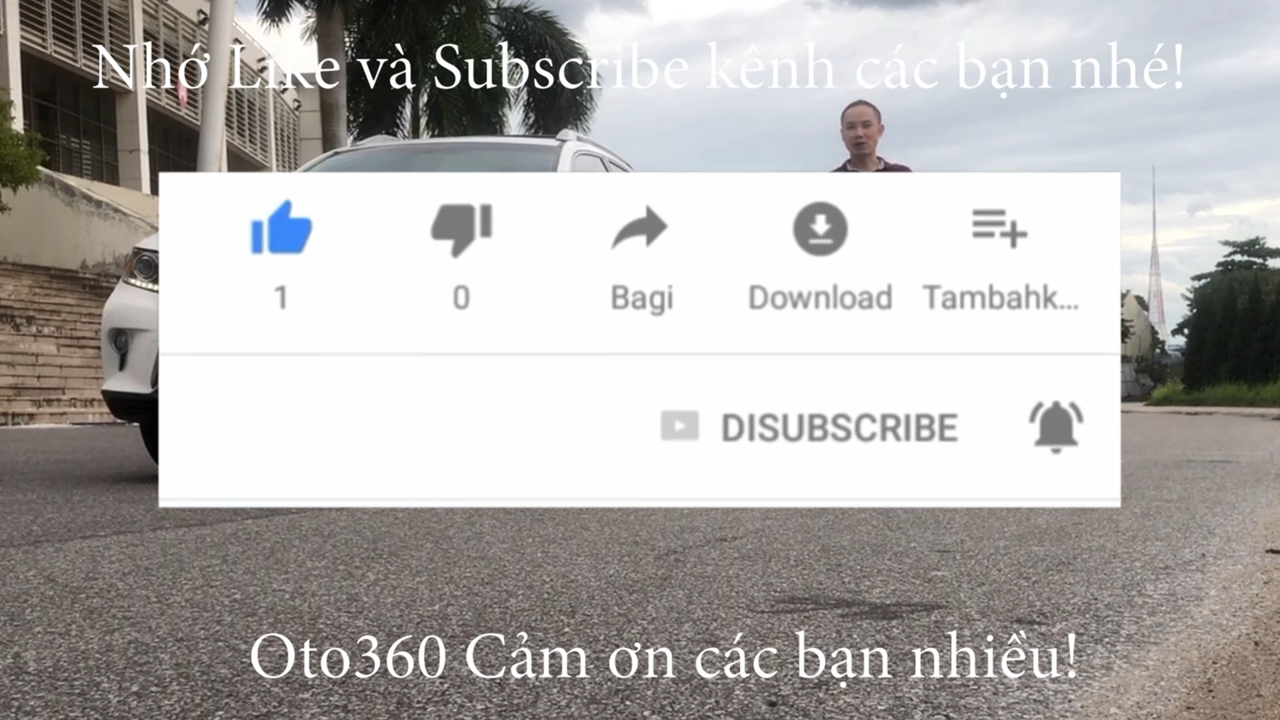 Nhớ Like và Subscribe kênh các bạn nhé!
1 0 Bagi Download Tambahk...
DISUBSCRIBE
Oto360 Cảm ơn các bạn nhiều!